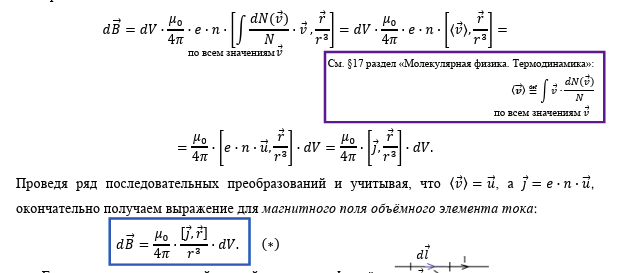 $d\vec{B} = dV \cdot \frac{\mu_0}{4\pi} \cdot e \cdot n \cdot \left[\int \frac{dN(\vec{v})}{N} \cdot \vec{v}, \frac{\vec{r}}{r^3}\right] = dV \cdot \frac{\mu_0}{4\pi} \cdot e \cdot n \cdot \left[\langle\vec{v}\rangle, \frac{\vec{r}}{r^3}\right] =$
по всем значениям $\vec{v}$
См. §17 раздел «Молекулярная физика. Термодинамика»:
$\langle\vec{v}\rangle \stackrel{\text{def}}{=} \int \vec{v} \cdot \frac{dN(\vec{v})}{N}$
по всем значениям $\vec{v}$
$= \frac{\mu_0}{4\pi} \cdot \left[e \cdot n \cdot \vec{u}, \frac{\vec{r}}{r^3}\right] \cdot dV = \frac{\mu_0}{4\pi} \cdot \left[\vec{j}, \frac{\vec{r}}{r^3}\right] \cdot dV.$
Проведя ряд последовательных преобразований и учитывая, что $\langle\vec{v}\rangle = \vec{u}$, а $\vec{j} = e \cdot n \cdot \vec{u}$,
окончательно получаем выражение для магнитного поля объёмного элемента тока:
$d\vec{B} = \frac{\mu_0}{4\pi} \cdot \frac{[\vec{j}, \vec{r}]}{r^3} \cdot dV.$ (∗)
$d\vec{l}$